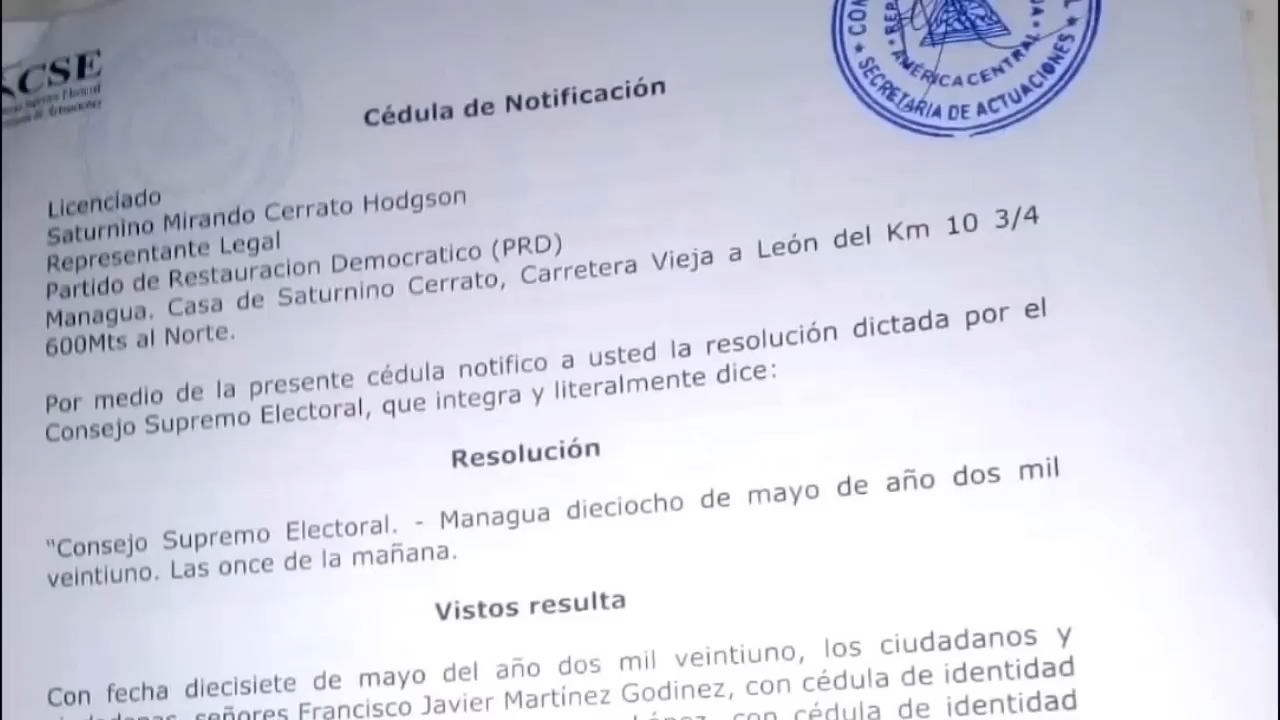 CSE
Cédula de Notificación
SECRETARIA DE ACTUACIONES
AMÉRICA CENTRAL
Licenciado
Saturnino Mirando Cerrato Hodgson
Representante Legal
Partido de Restauracion Democratico (PRD)
Managua. Casa de Saturnino Cerrato, Carretera Vieja a León del Km 10 3/4
600Mts al Norte.
Por medio de la presente cédula notifico a usted la resolución dictada por el
Consejo Supremo Electoral, que integra y literalmente dice:
Resolución
"Consejo Supremo Electoral. - Managua dieciocho de mayo de año dos mil
veintiuno. Las once de la mañana.
Vistos resulta
Con fecha diecisiete de mayo del año dos mil veintiuno, los ciudadanos y
señores Francisco Javier Martínez Godinez, con cédula de identidad
con cédula de identidad